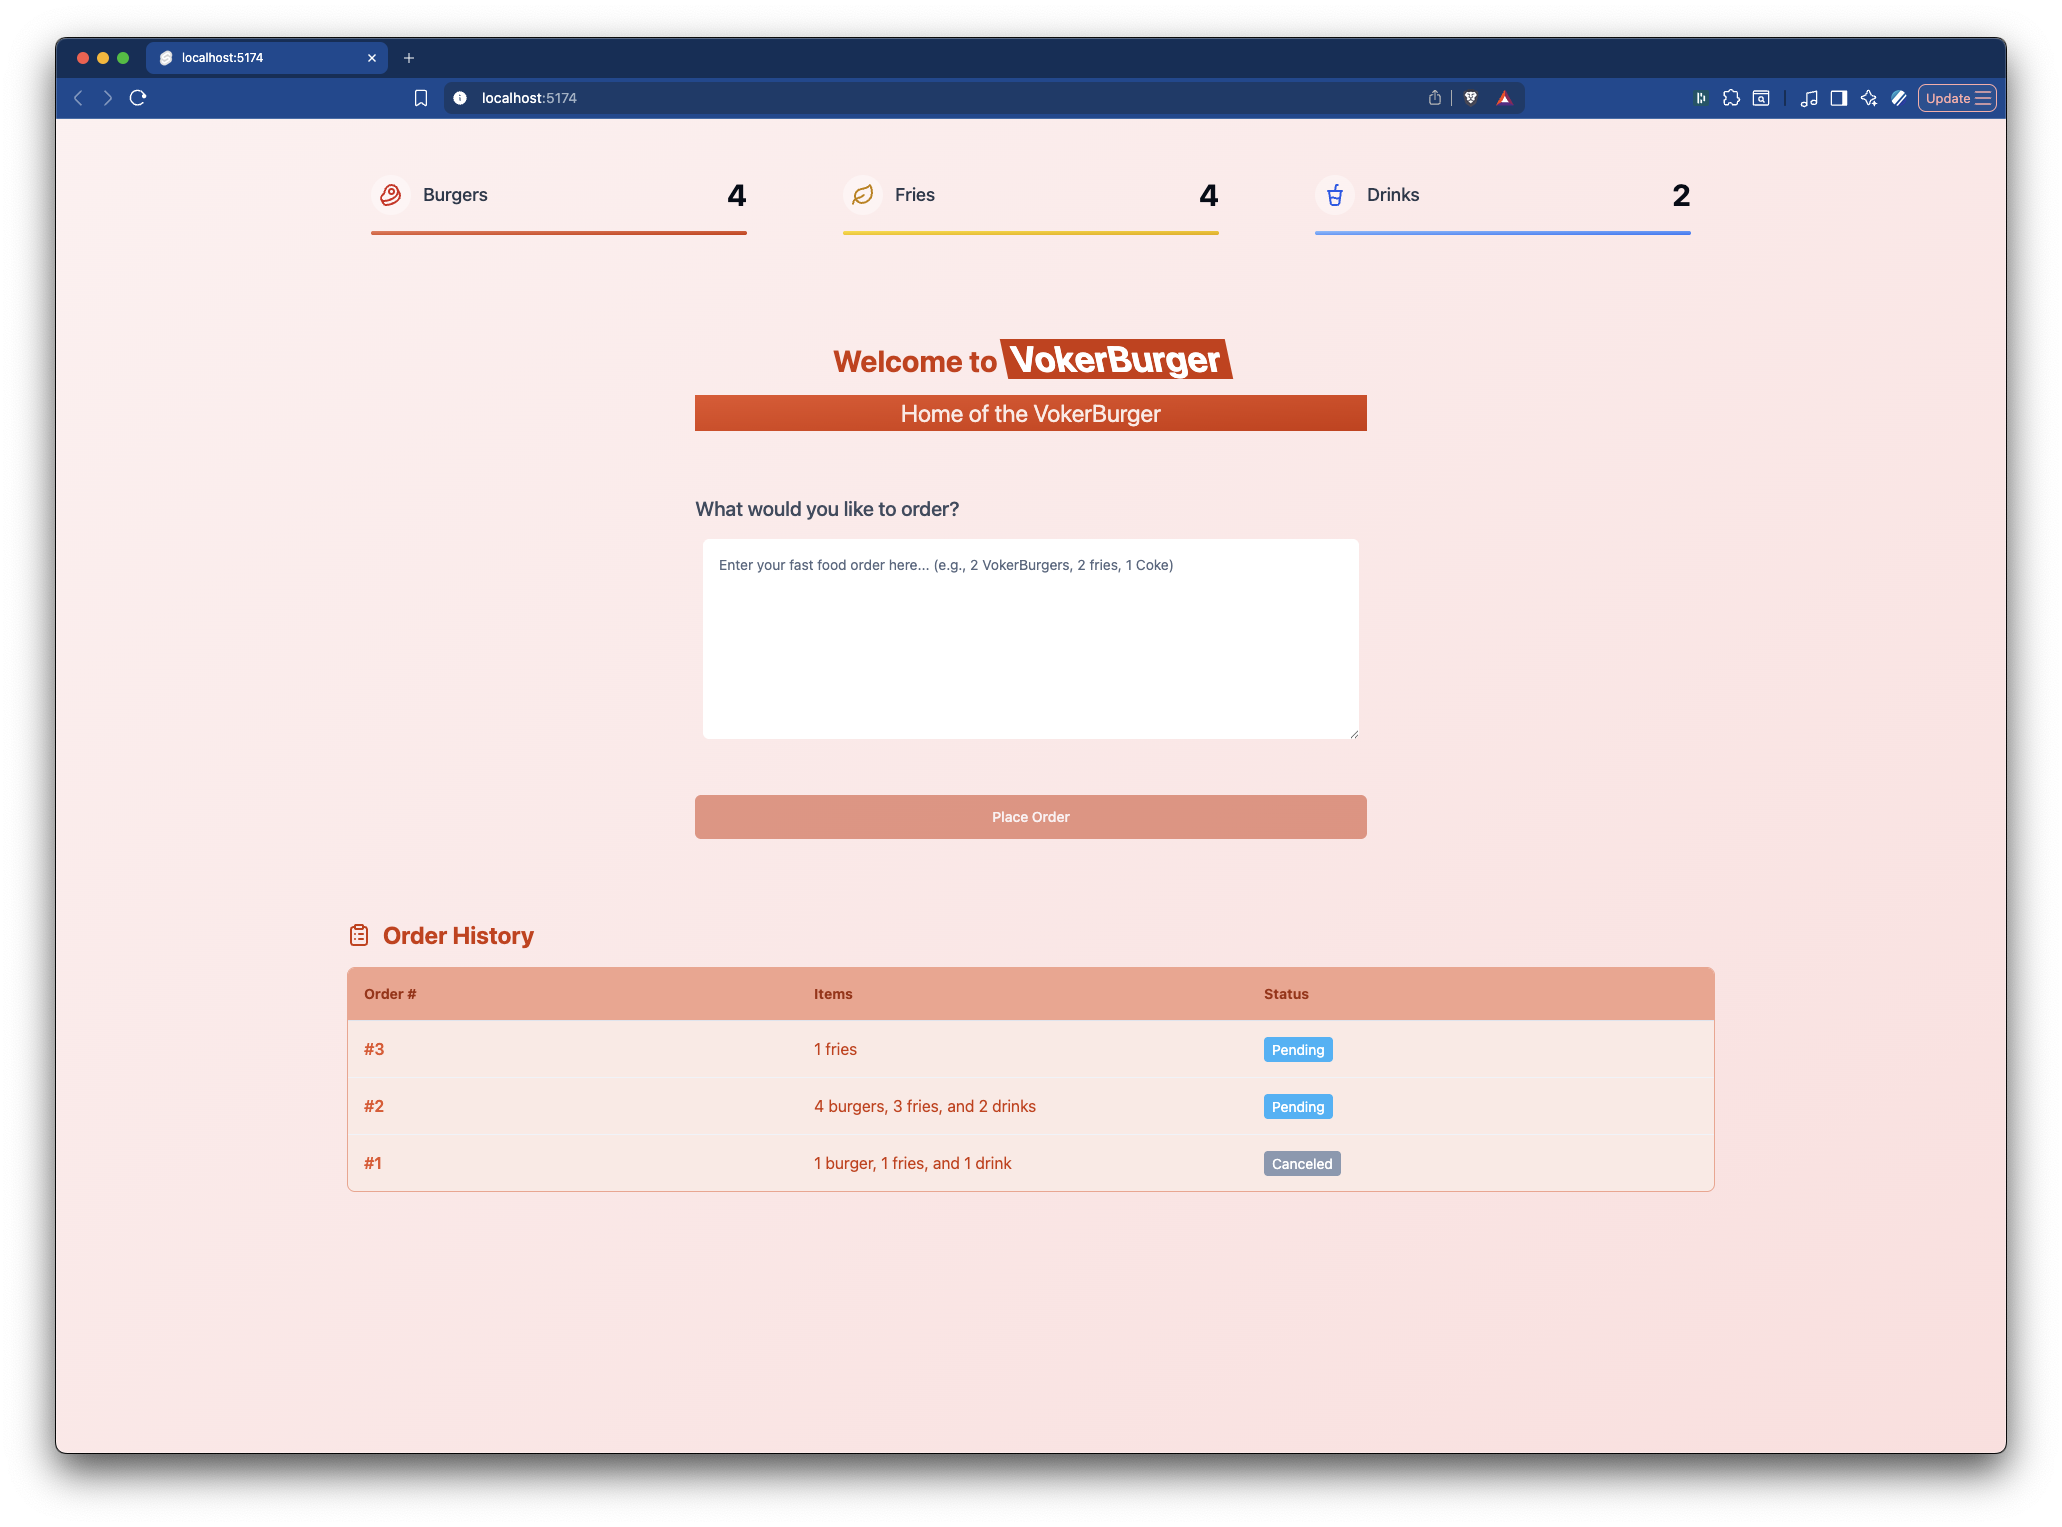 localhost:5174
localhost:5174
Update
Burgers 4
Fries 4
Drinks 2
Welcome to VokerBurger
Home of the VokerBurger
What would you like to order?
Enter your fast food order here... (e.g., 2 VokerBurgers, 2 fries, 1 Coke)
Place Order
Order History
Order # Items Status
#3 1 fries Pending
#2 4 burgers, 3 fries, and 2 drinks Pending
#1 1 burger, 1 fries, and 1 drink Canceled